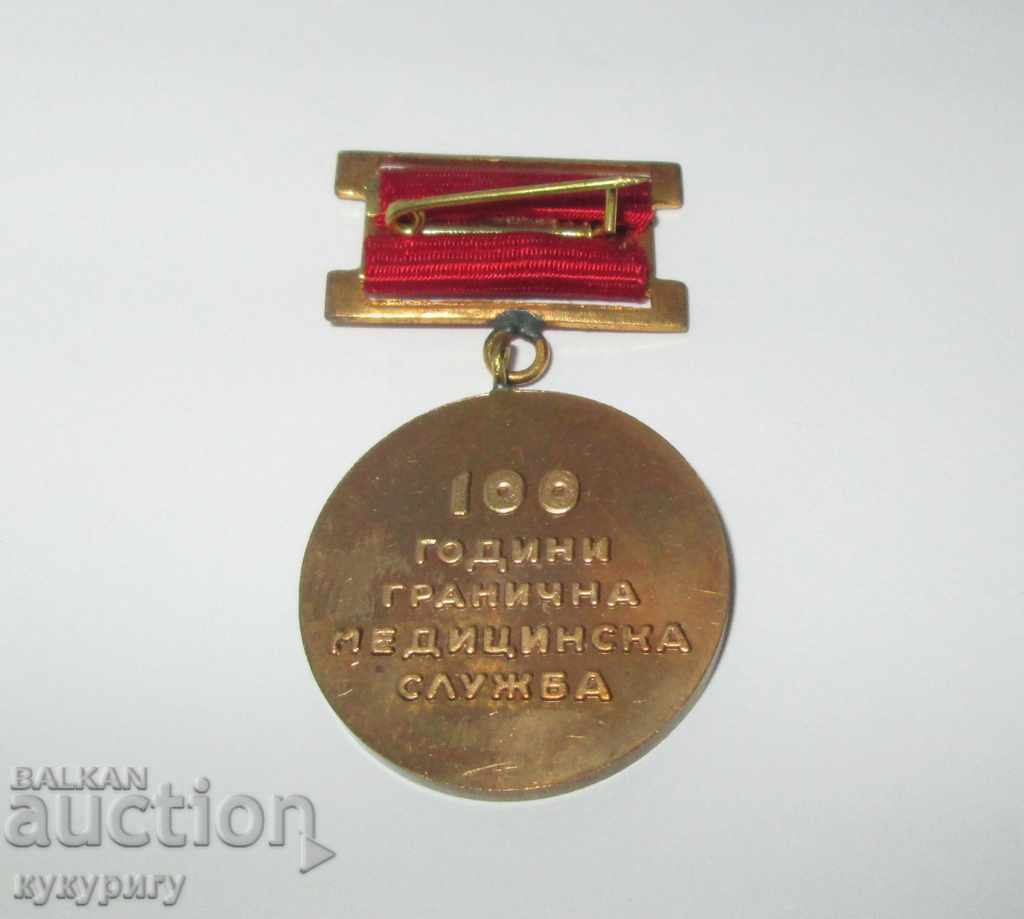 100
ГОДИНИ
ГРАНИЧНА
МЕДИЦИНСКА
СЛУЖБА
BALKAN
auction
кукуригу